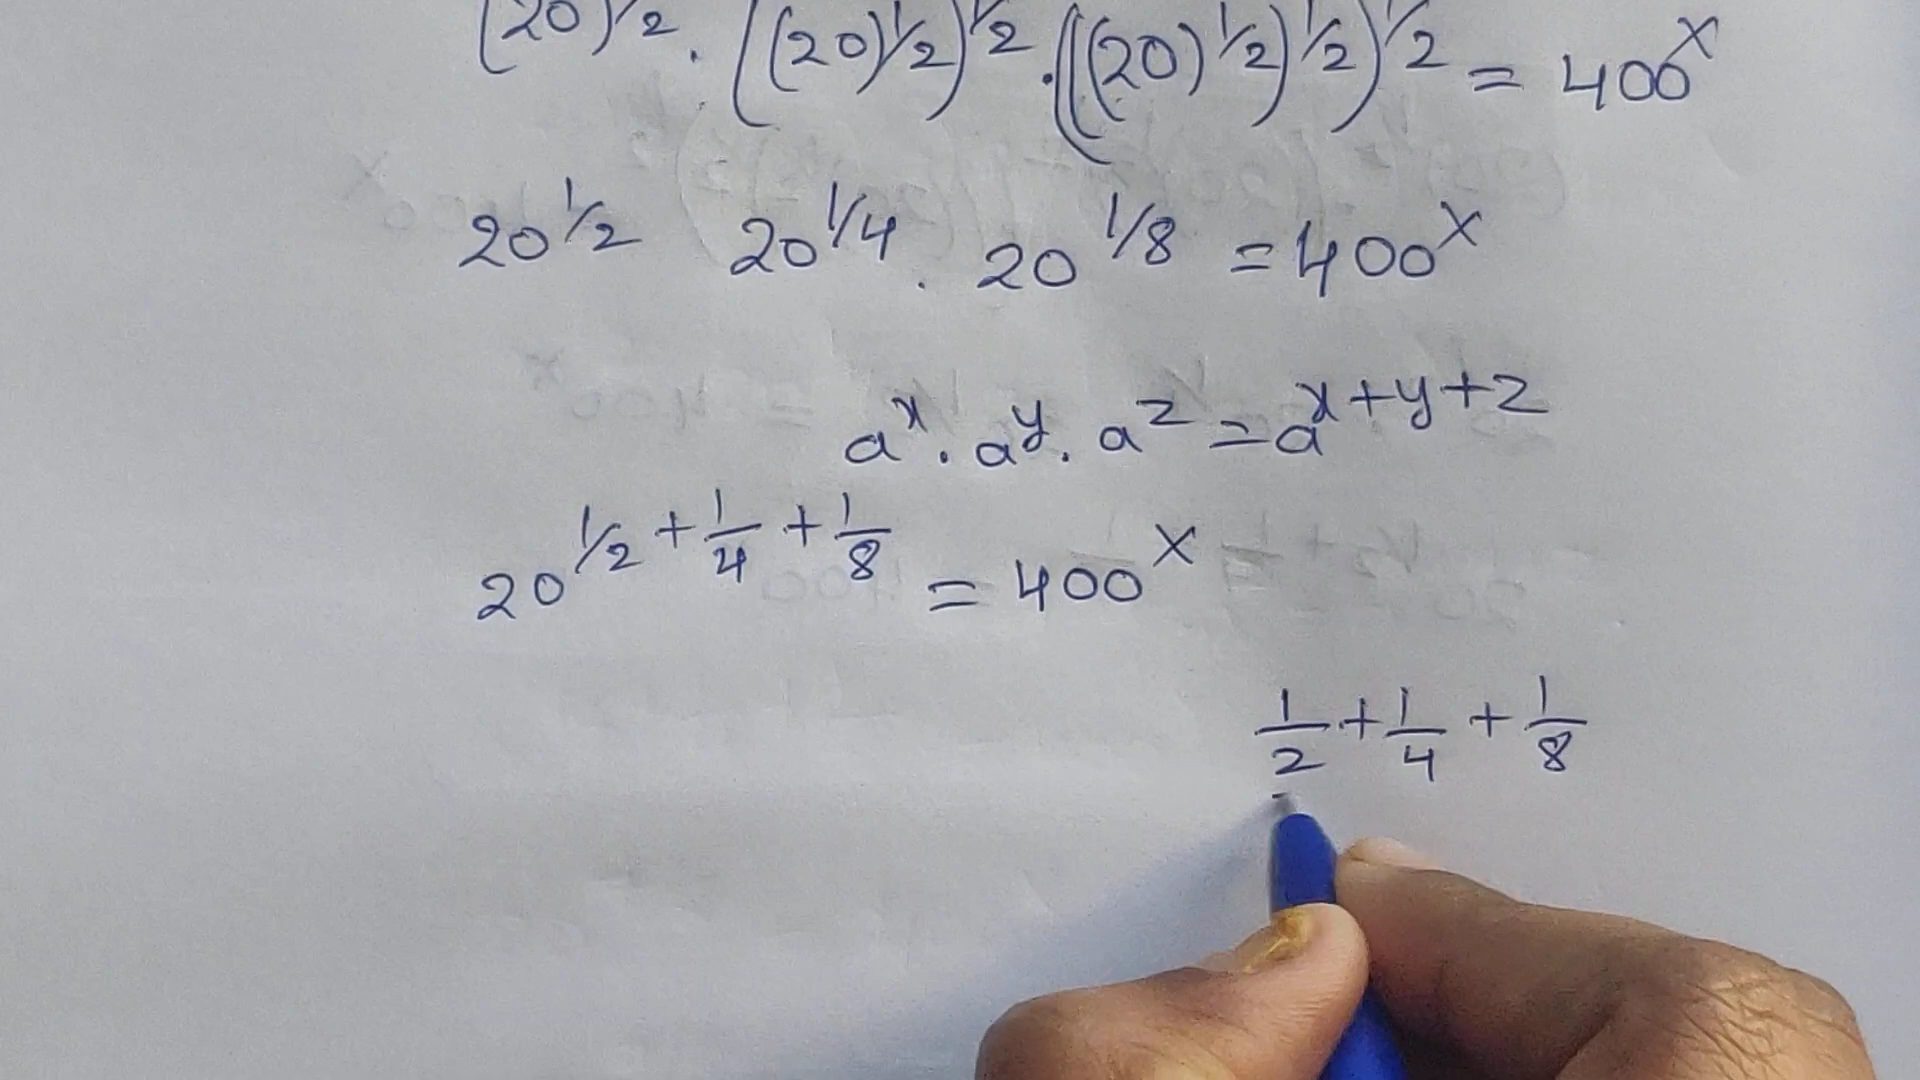 (20)^1/2 . ((20)^1/2)^1/2 . (((20)^1/2)^1/2)^1/2 = 400^x
20^1/2 20^1/4 . 20^1/8 = 400^x
a^x . a^y . a^z = a^x+y+z
20^1/2 + 1/4 + 1/8 = 400^x
1/2 + 1/4 + 1/8